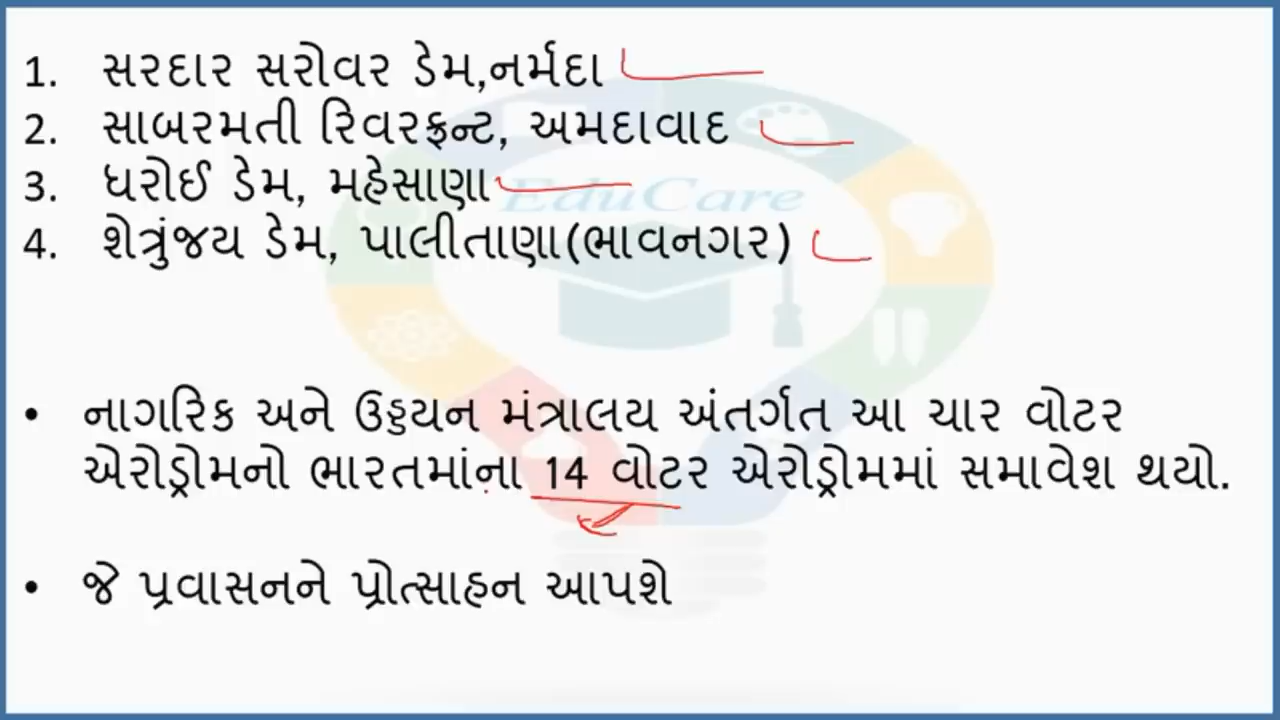 1. સરદાર સરોવર ડેમ,નર્મદા
2. સાબરમતી રિવરફ્રન્ટ, અમદાવાદ
3. ધરોઈ ડેમ, મહેસાણા
EduCare
4. શેત્રુંજય ડેમ, પાલીતાણા(ભાવનગર)
• નાગરિક અને ઉડ્ડયન મંત્રાલય અંતર્ગત આ ચાર વોટર
એરોડ્રોમનો ભારતમાંના 14 વોટર એરોડ્રોમમાં સમાવેશ થયો.
• જે પ્રવાસનને પ્રોત્સાહન આપશે